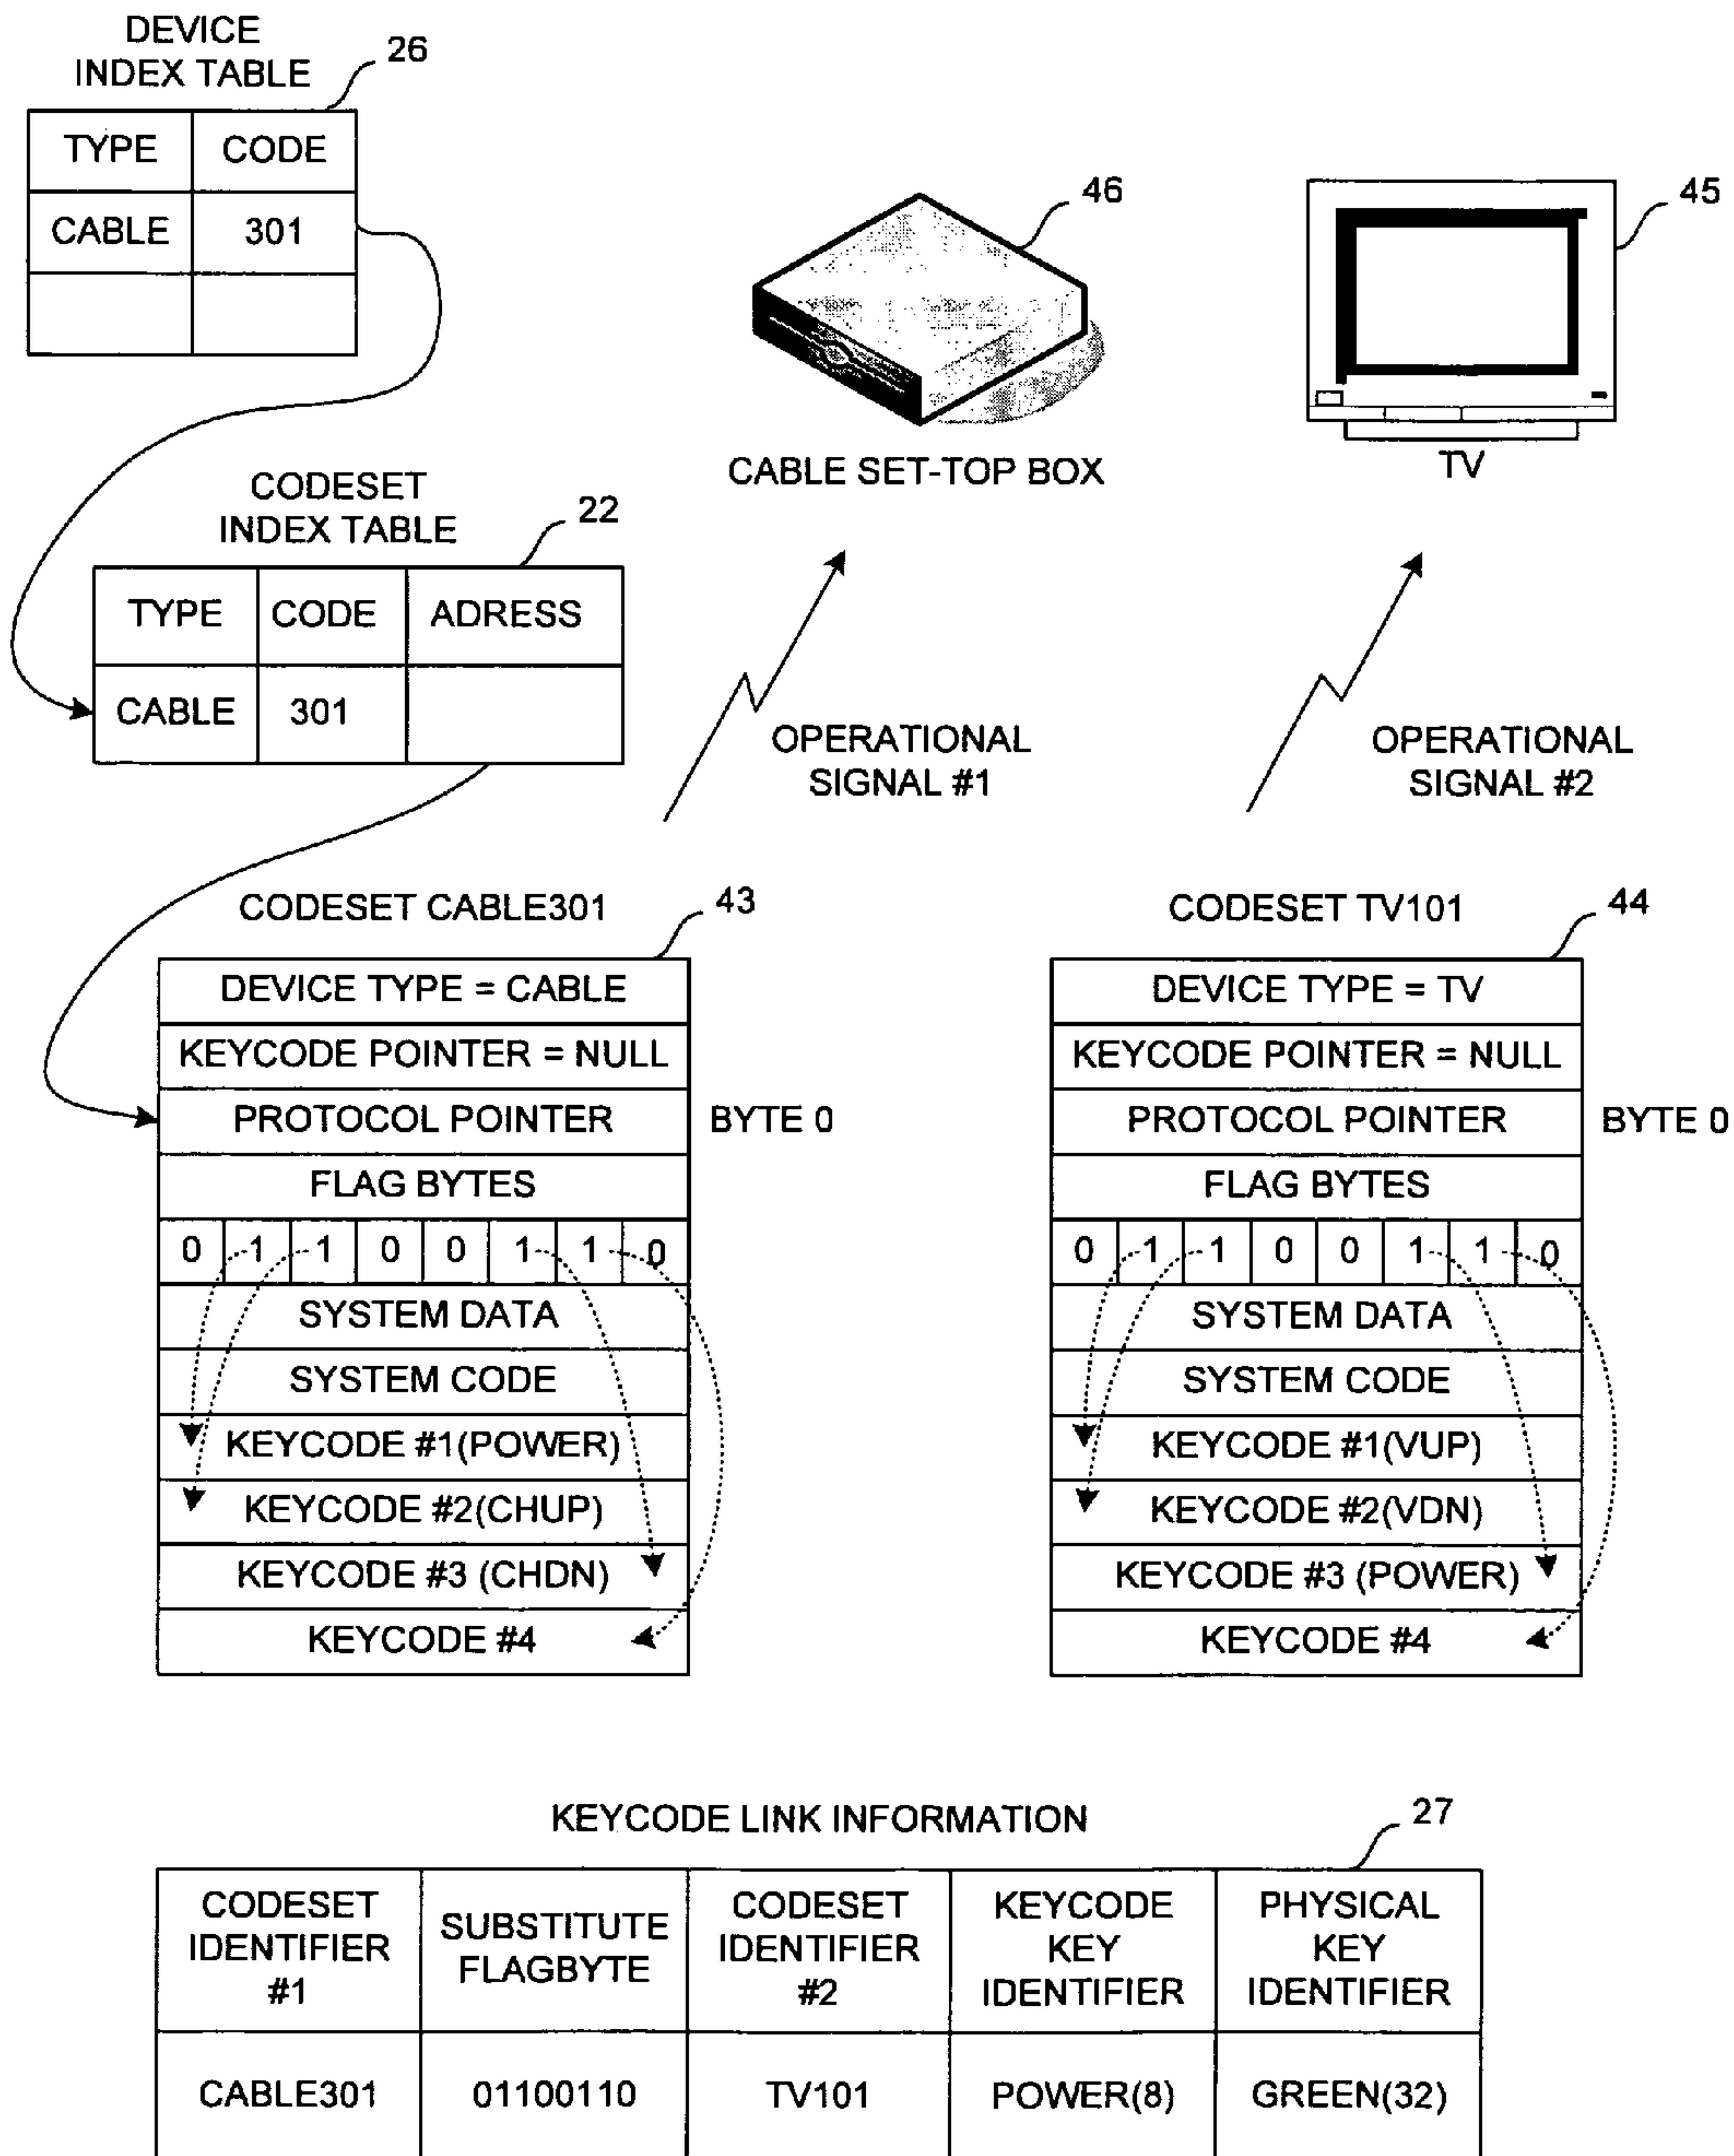 DEVICE
INDEX TABLE
26
TYPE CODE
CABLE 301
46
45
CABLE SET-TOP BOX
TV
CODESET
INDEX TABLE
22
TYPE CODE ADRESS
CABLE 301
OPERATIONAL
SIGNAL #1
OPERATIONAL
SIGNAL #2
CODESET CABLE301
43
DEVICE TYPE = CABLE
KEYCODE POINTER = NULL
PROTOCOL POINTER
BYTE 0
FLAG BYTES
0 1 1 0 0 1 1 0
SYSTEM DATA
SYSTEM CODE
KEYCODE #1(POWER)
KEYCODE #2(CHUP)
KEYCODE #3 (CHDN)
KEYCODE #4
CODESET TV101
44
DEVICE TYPE = TV
KEYCODE POINTER = NULL
PROTOCOL POINTER
BYTE 0
FLAG BYTES
0 1 1 0 0 1 1 0
SYSTEM DATA
SYSTEM CODE
KEYCODE #1(VUP)
KEYCODE #2(VDN)
KEYCODE #3 (POWER)
KEYCODE #4
KEYCODE LINK INFORMATION
27
CODESET
IDENTIFIER
#1
SUBSTITUTE
FLAGBYTE
CODESET
IDENTIFIER
#2
KEYCODE
KEY
IDENTIFIER
PHYSICAL
KEY
IDENTIFIER
CABLE301 01100110 TV101 POWER(8) GREEN(32)